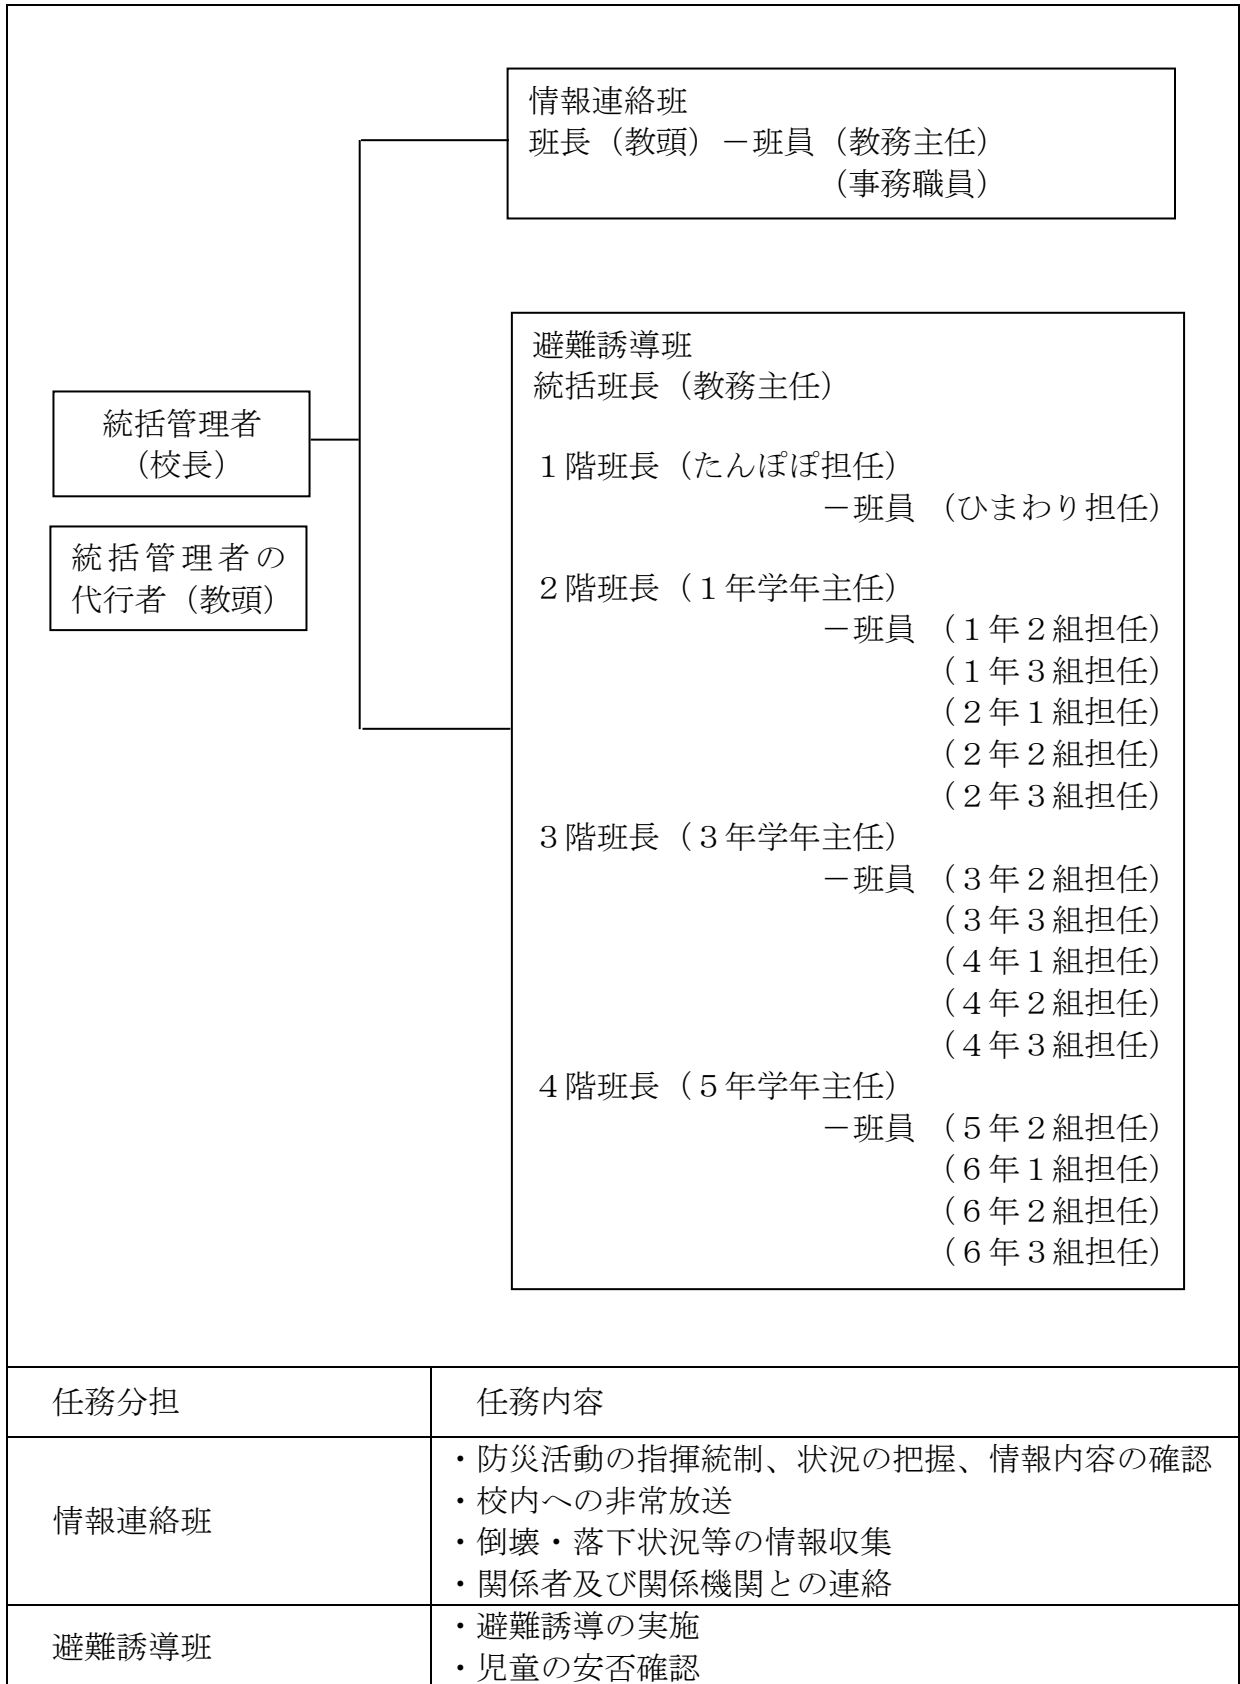 情報連絡班
班長（教頭）－班員（教務主任）
（事務職員）
統括管理者
（校長）
統括管理者の
代行者（教頭）
避難誘導班
統括班長（教務主任）
１階班長（たんぽぽ担任）
－班員（ひまわり担任）
２階班長（１年学年主任）
－班員（１年２組担任）
（１年３組担任）
（２年１組担任）
（２年２組担任）
（２年３組担任）
３階班長（３年学年主任）
－班員（３年２組担任）
（３年３組担任）
（４年１組担任）
（４年２組担任）
（４年３組担任）
４階班長（５年学年主任）
－班員（５年２組担任）
（６年１組担任）
（６年２組担任）
（６年３組担任）
任務分担 任務内容
情報連絡班
・防災活動の指揮統制、状況の把握、情報内容の確認
・校内への非常放送
・倒壊・落下状況等の情報収集
・関係者及び関係機関との連絡
避難誘導班
・避難誘導の実施
・児童の安否確認